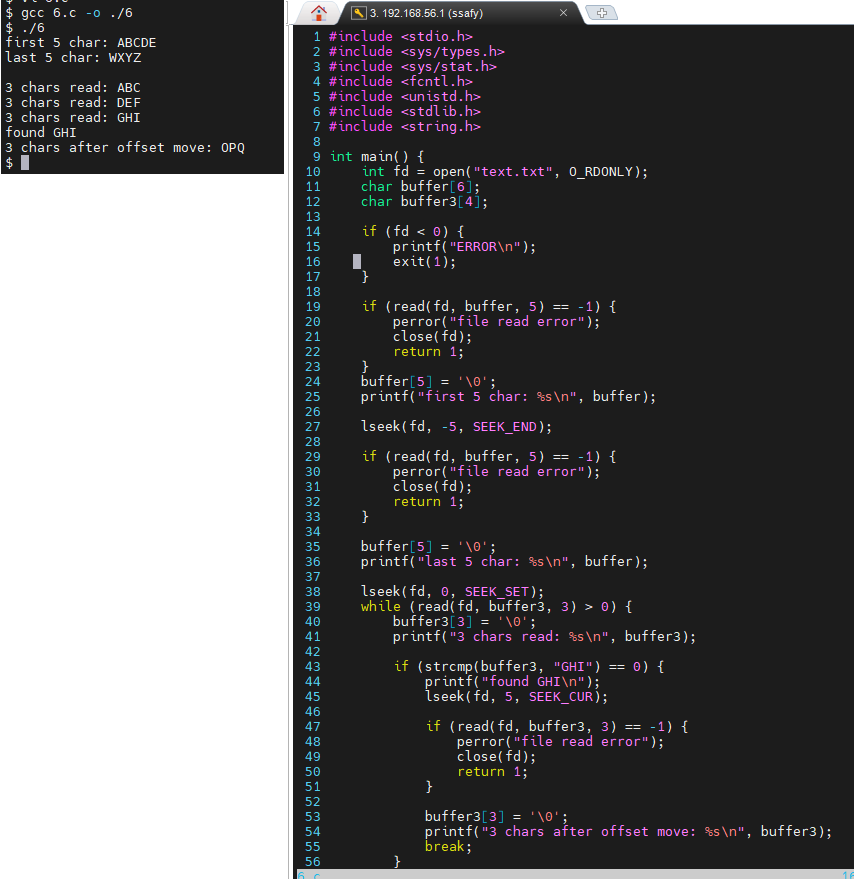 $ gcc 6.c -o ./6
$ ./6
first 5 char: ABCDE
last 5 char: WXYZ
3 chars read: ABC
3 chars read: DEF
3 chars read: GHI
found GHI
3 chars after offset move: OPQ
$
3. 192.168.56.1 (ssafy)
1 #include <stdio.h>
2 #include <sys/types.h>
3 #include <sys/stat.h>
4 #include <fcntl.h>
5 #include <unistd.h>
6 #include <stdlib.h>
7 #include <string.h>
8
9 int main() {
10     int fd = open("text.txt", O_RDONLY);
11     char buffer[6];
12     char buffer3[4];
13
14     if (fd < 0) {
15         printf("ERROR\n");
16         exit(1);
17     }
18
19     if (read(fd, buffer, 5) == -1) {
20         perror("file read error");
21         close(fd);
22         return 1;
23     }
24     buffer[5] = '\0';
25     printf("first 5 char: %s\n", buffer);
26
27     lseek(fd, -5, SEEK_END);
28
29     if (read(fd, buffer, 5) == -1) {
30         perror("file read error");
31         close(fd);
32         return 1;
33     }
34
35     buffer[5] = '\0';
36     printf("last 5 char: %s\n", buffer);
37
38     lseek(fd, 0, SEEK_SET);
39     while (read(fd, buffer3, 3) > 0) {
40         buffer3[3] = '\0';
41         printf("3 chars read: %s\n", buffer3);
42
43         if (strcmp(buffer3, "GHI") == 0) {
44             printf("found GHI\n");
45             lseek(fd, 5, SEEK_CUR);
46
47             if (read(fd, buffer3, 3) == -1) {
48                 perror("file read error");
49                 close(fd);
50                 return 1;
51             }
52
53             buffer3[3] = '\0';
54             printf("3 chars after offset move: %s\n", buffer3);
55             break;
56         }